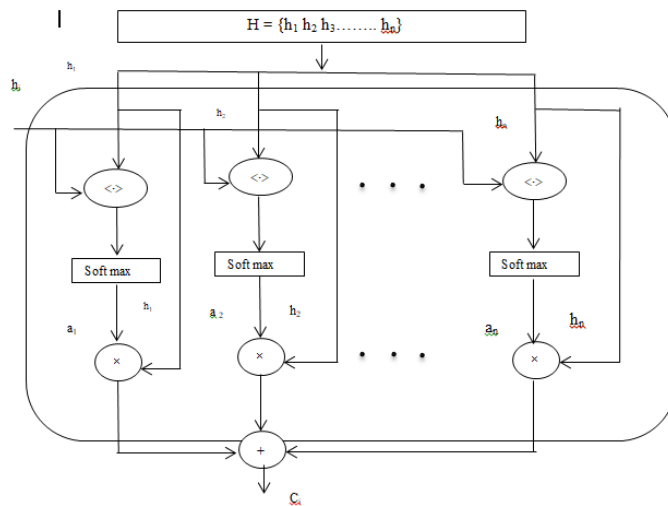 H = {h₁ h₂ h₃........ hₙ}
h₁
hᵢ
h₂
hₙ
<·> <·> <·>
• • •
Soft max Soft max Soft max
h₁
a₁ a₂ h₂ aₙ hₙ
× × • • • ×
+
Cᵢ